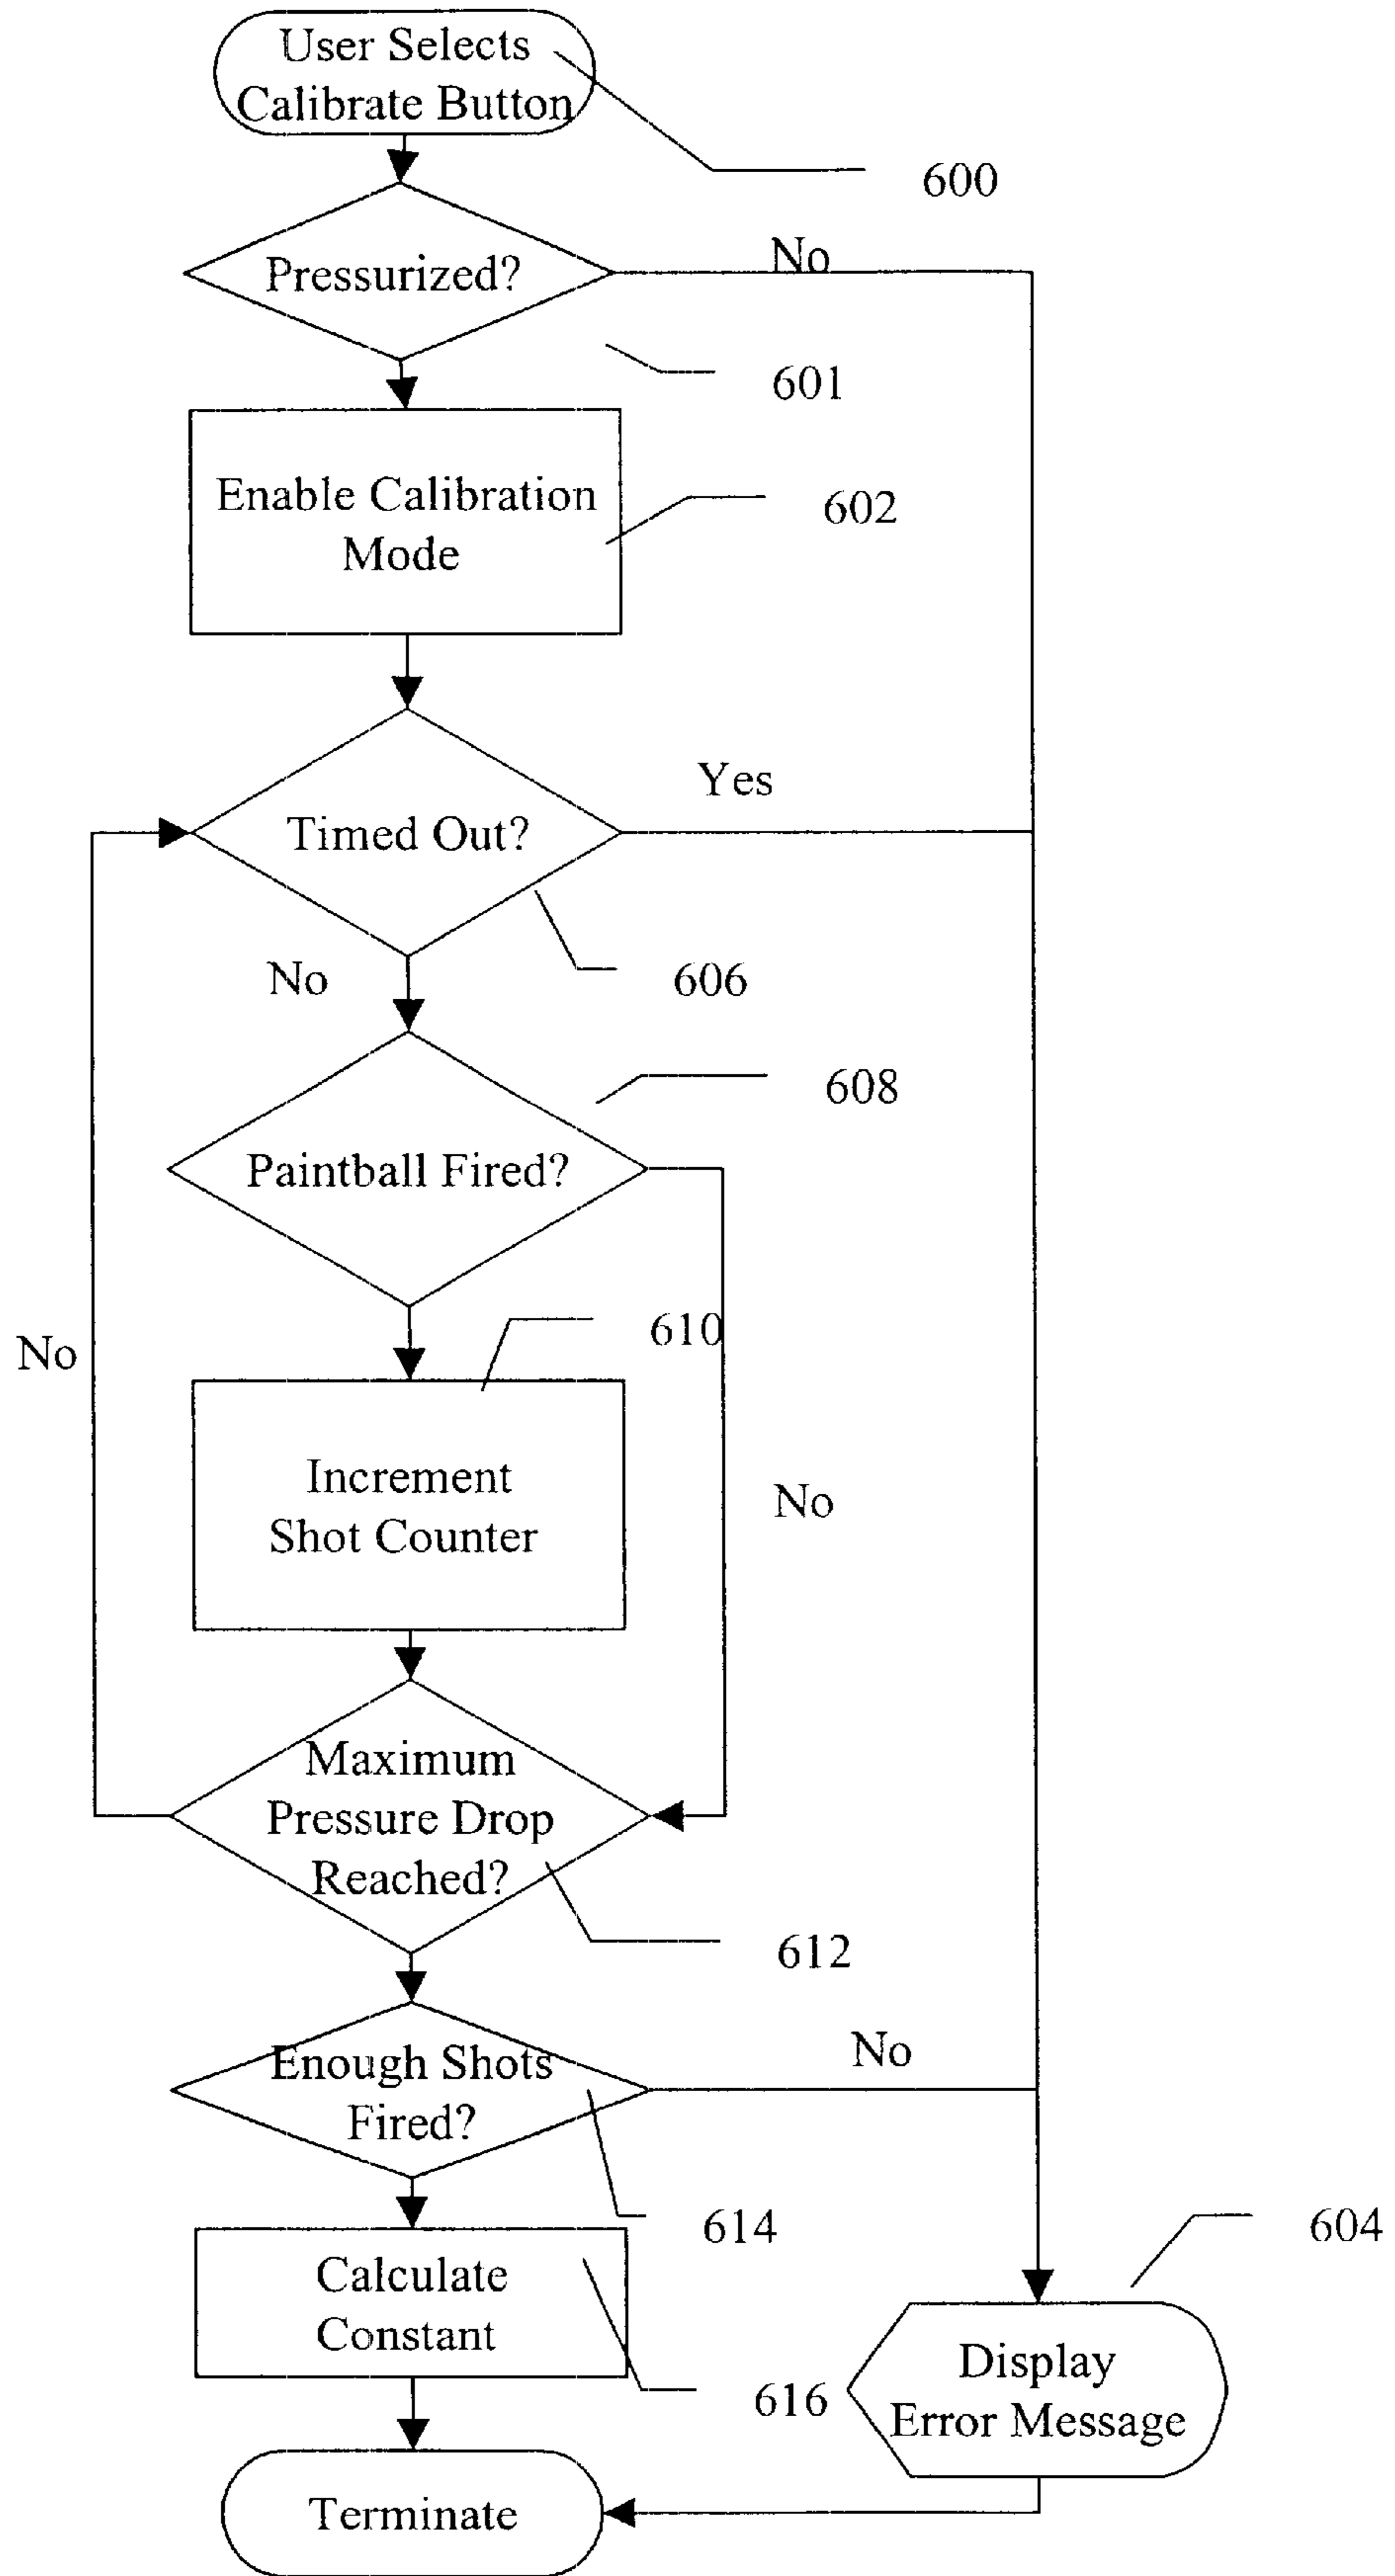 User Selects
Calibrate Button
600
No
Pressurized?
601
Enable Calibration
Mode
602
Yes
Timed Out?
No
606
608
Paintball Fired?
610
No
Increment
Shot Counter
No
Maximum
Pressure Drop
Reached?
612
Enough Shots
Fired?
No
614
604
Calculate
Constant
616
Display
Error Message
Terminate